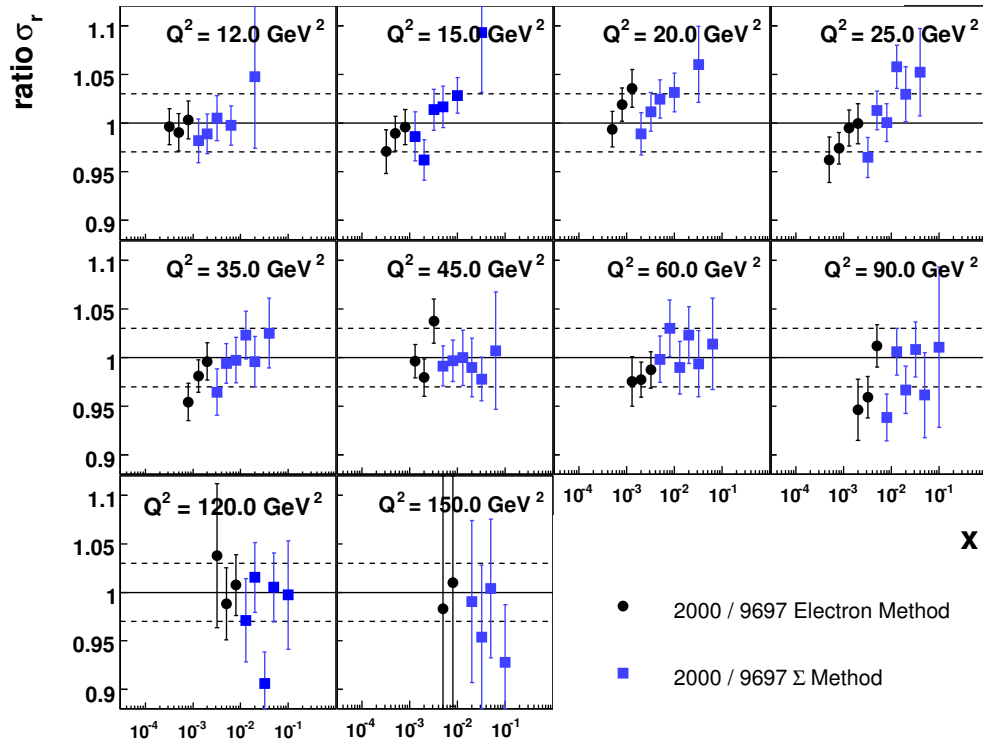 ratio σr
Q² = 12.0 GeV²
Q² = 15.0 GeV²
Q² = 20.0 GeV²
Q² = 25.0 GeV²
1.1
1.05
1
0.95
0.9
Q² = 35.0 GeV²
Q² = 45.0 GeV²
Q² = 60.0 GeV²
Q² = 90.0 GeV²
1.1
1.05
1
0.95
0.9
10⁻⁴ 10⁻³ 10⁻² 10⁻¹
10⁻⁴ 10⁻³ 10⁻² 10⁻¹
Q² = 120.0 GeV²
Q² = 150.0 GeV²
1.1
1.05
1
0.95
0.9
x
2000 / 9697 Electron Method
2000 / 9697 Σ Method
10⁻⁴ 10⁻³ 10⁻² 10⁻¹
10⁻⁴ 10⁻³ 10⁻² 10⁻¹